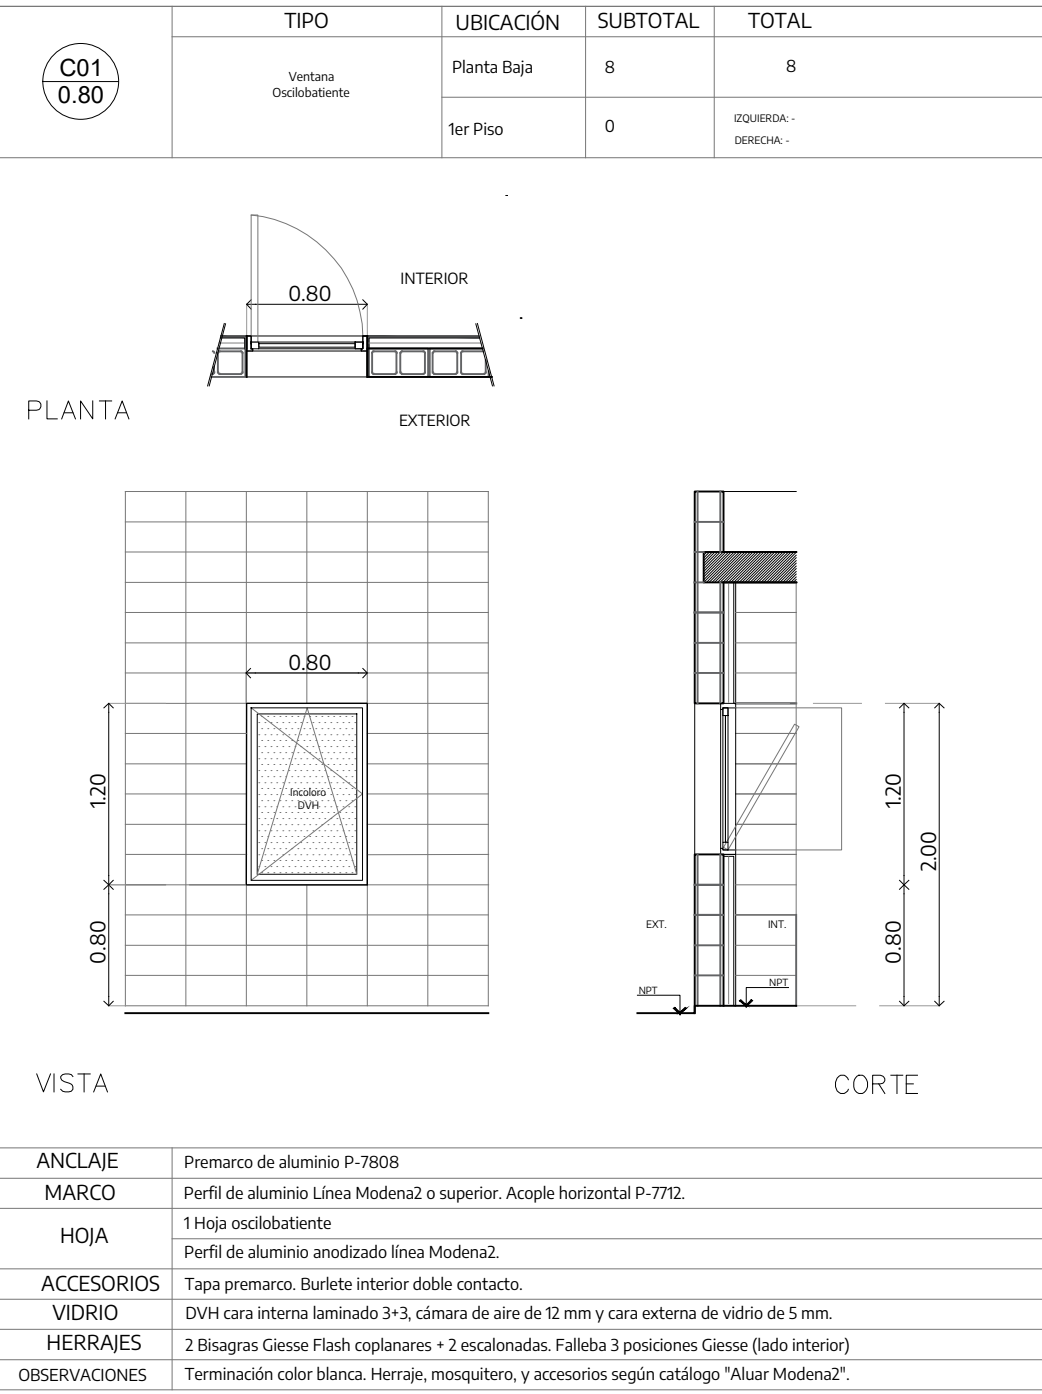 C01
0.80
TIPO
UBICACIÓN
SUBTOTAL
TOTAL
Ventana
Oscilobatiente
Planta Baja
8
8
1er Piso
0
IZQUIERDA: -
DERECHA: -
0.80
INTERIOR
PLANTA
EXTERIOR
0.80
1.20
0.80
Incoloro
DVH
1.20
2.00
0.80
EXT.
INT.
NPT
NPT
VISTA
CORTE
ANCLAJE
Premarco de aluminio P-7808
MARCO
Perfil de aluminio Línea Modena2 o superior. Acople horizontal P-7712.
HOJA
1 Hoja oscilobatiente
Perfil de aluminio anodizado línea Modena2.
ACCESORIOS
Tapa premarco. Burlete interior doble contacto.
VIDRIO
DVH cara interna laminado 3+3, cámara de aire de 12 mm y cara externa de vidrio de 5 mm.
HERRAJES
2 Bisagras Giesse Flash coplanares + 2 escalonadas. Falleba 3 posiciones Giesse (lado interior)
OBSERVACIONES
Terminación color blanca. Herraje, mosquitero, y accesorios según catálogo "Aluar Modena2".